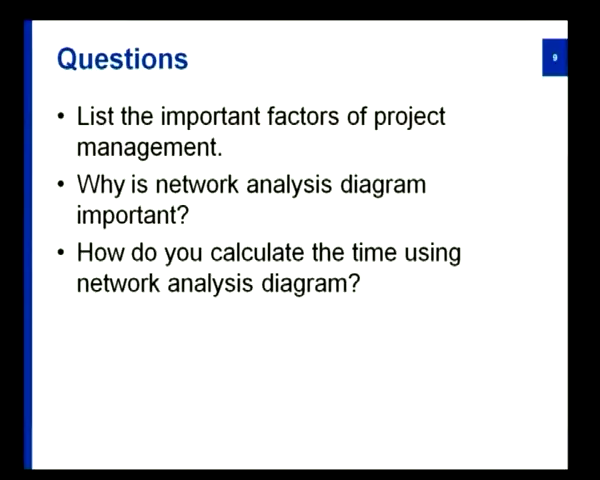 Questions
9
• List the important factors of project
management.
• Why is network analysis diagram
important?
• How do you calculate the time using
network analysis diagram?